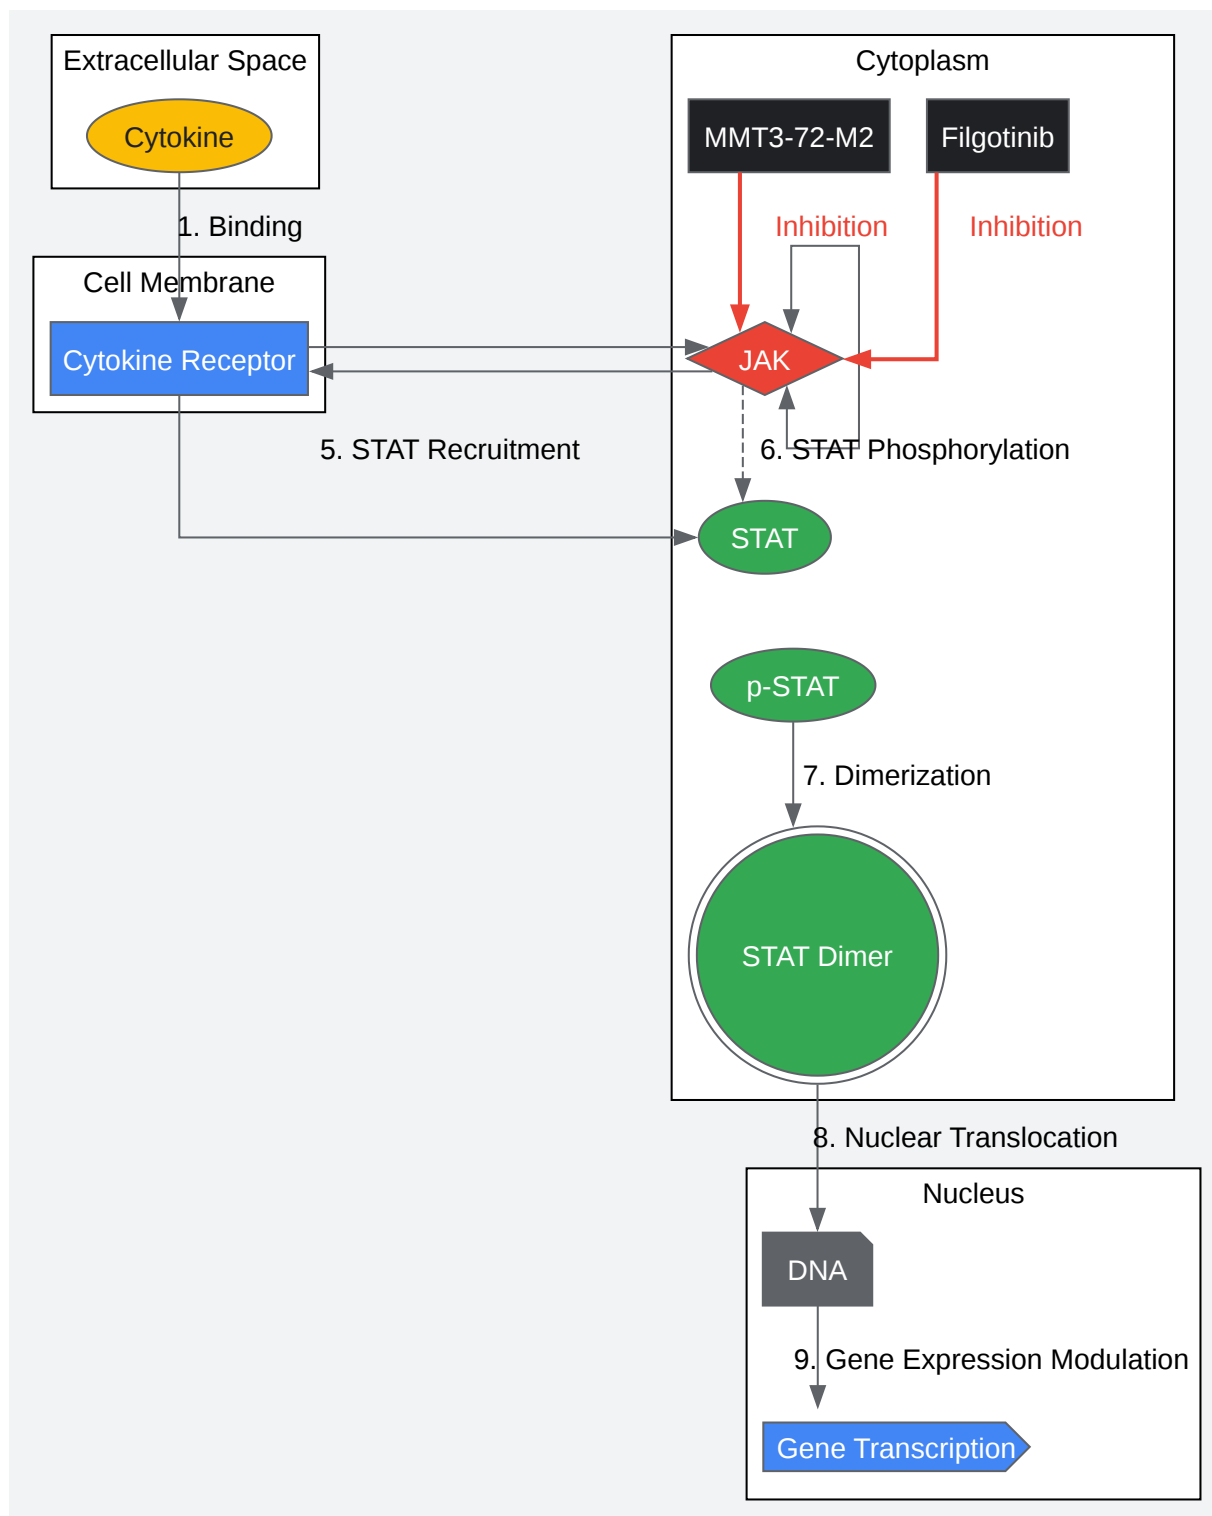 Extracellular Space
Cytokine
1. Binding
Cell Membrane
Cytokine Receptor
Cytoplasm
MMT3-72-M2
Filgotinib
Inhibition
Inhibition
JAK
5. STAT Recruitment
6. STAT Phosphorylation
STAT
p-STAT
7. Dimerization
STAT Dimer
8. Nuclear Translocation
Nucleus
DNA
9. Gene Expression Modulation
Gene Transcription